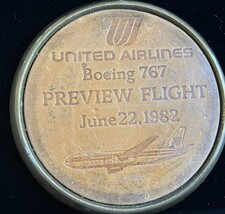 UNITED AIRLINES
Boeing 767
PREVIEW FLIGHT
June 22, 1982